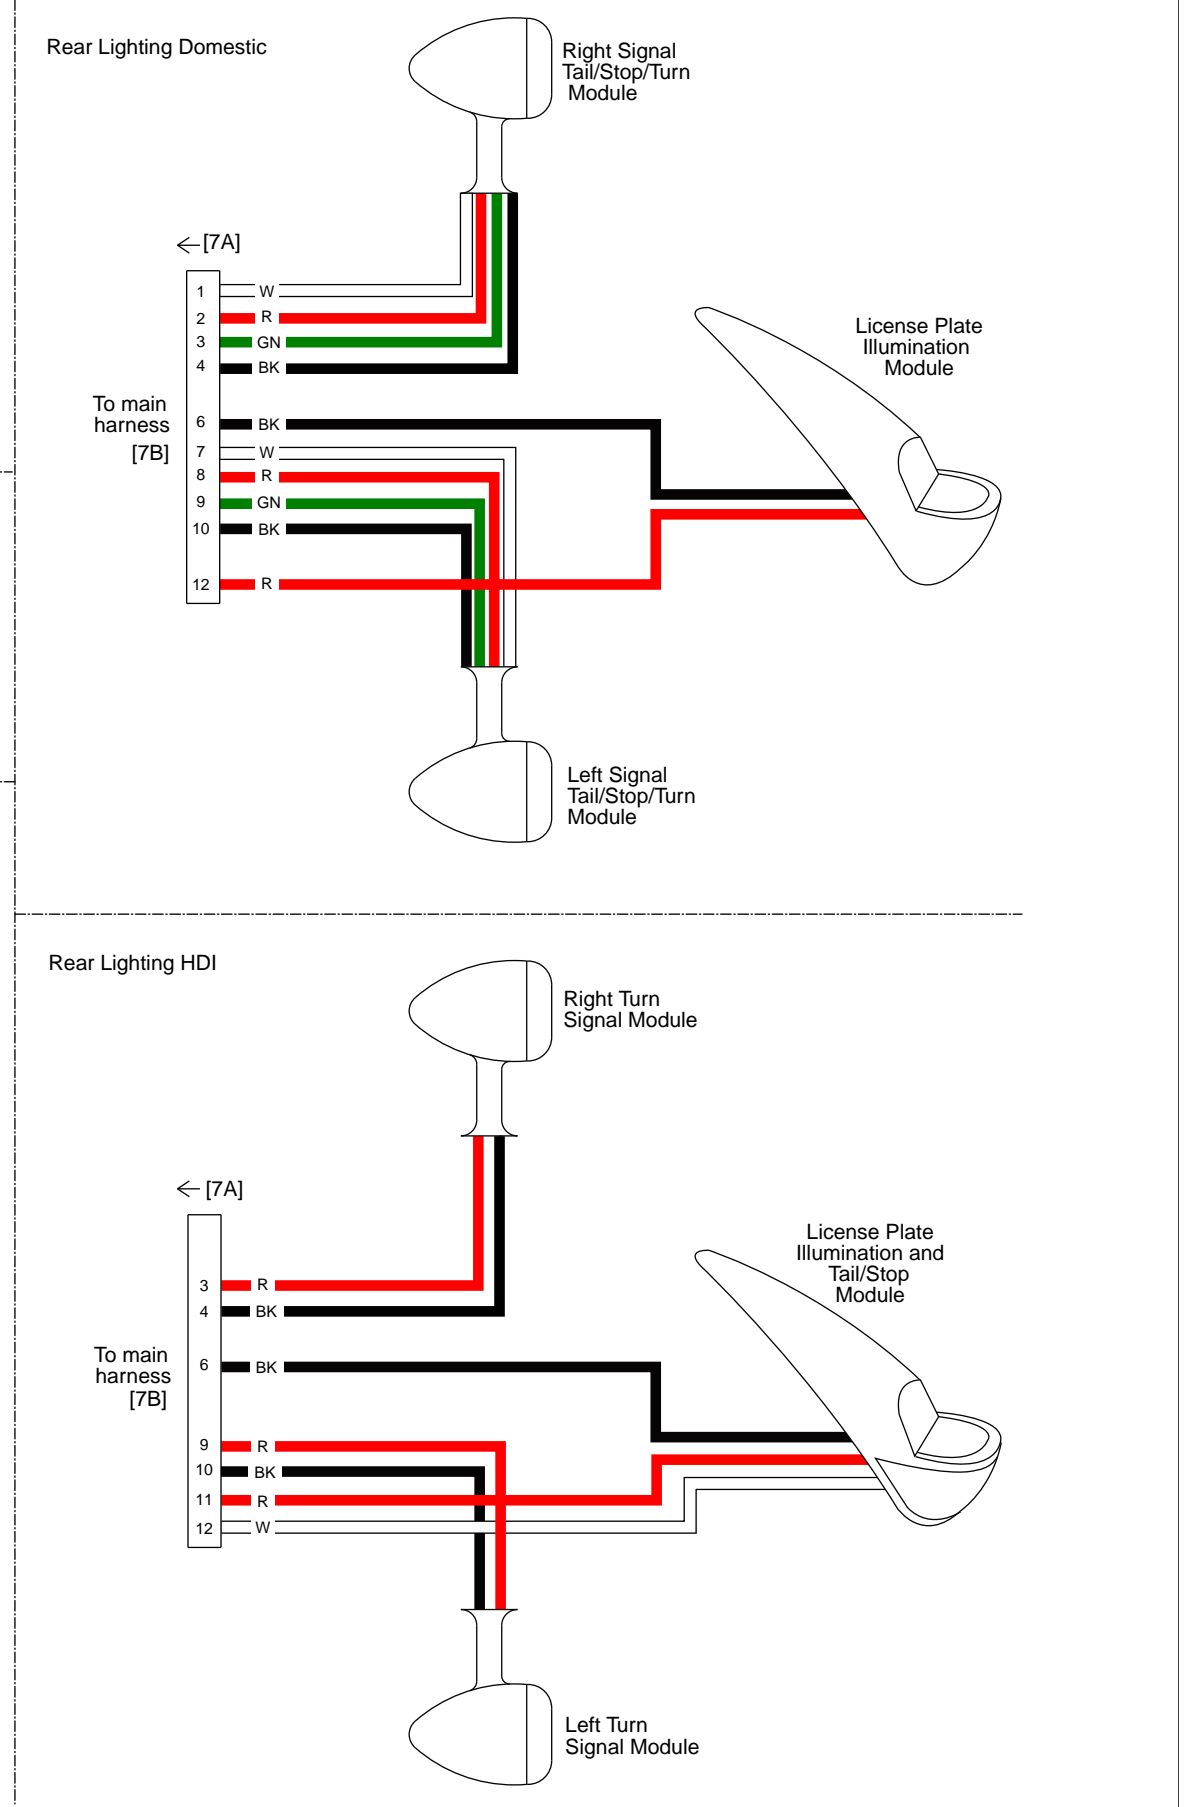 Rear Lighting Domestic
Right Signal
Tail/Stop/Turn
Module
[7A]
1 W
2 R
3 GN
4 BK
License Plate
Illumination
Module
To main
harness
[7B]
6 BK
7 W
8 R
9 GN
10 BK
12 R
Left Signal
Tail/Stop/Turn
Module
Rear Lighting HDI
Right Turn
Signal Module
[7A]
License Plate
Illumination and
Tail/Stop
Module
3 R
4 BK
To main
harness
[7B]
6 BK
9 R
10 BK
11 R
12 W
Left Turn
Signal Module